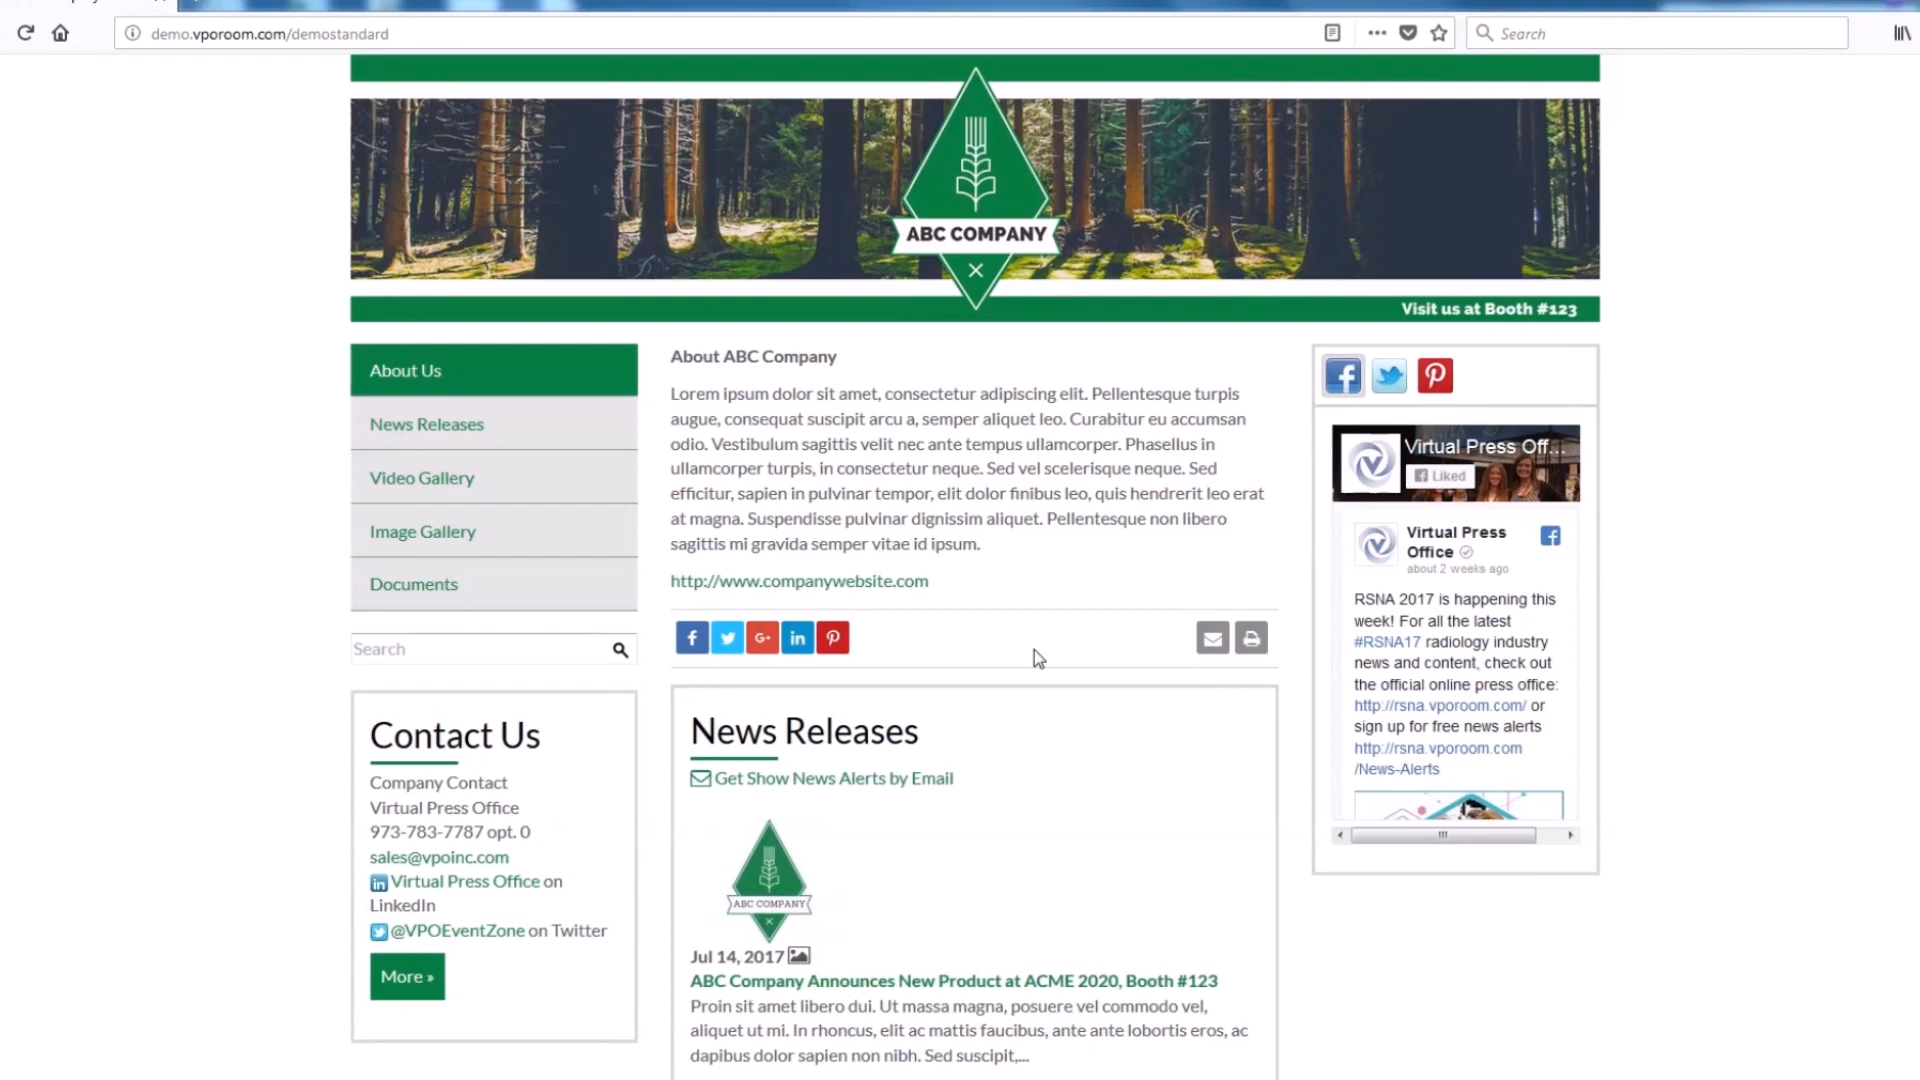 demo.vporoom.com/demostandard
Search
ABC COMPANY
Visit us at Booth #123
About Us
News Releases
Video Gallery
Image Gallery
Documents
Search
Contact Us
Company Contact
Virtual Press Office
973-783-7787 opt. 0
sales@vpoinc.com
Virtual Press Office on
LinkedIn
@VPOEventZone on Twitter
More »
About ABC Company
Lorem ipsum dolor sit amet, consectetur adipiscing elit. Pellentesque turpis
augue, consequat suscipit arcu a, semper aliquet leo. Curabitur eu accumsan
odio. Vestibulum sagittis velit nec ante tempus ullamcorper. Phasellus in
ullamcorper turpis, in consectetur neque. Sed vel scelerisque neque. Sed
efficitur, sapien in pulvinar tempor, elit dolor finibus leo, quis hendrerit leo erat
at magna. Suspendisse pulvinar dignissim aliquet. Pellentesque non libero
sagittis mi gravida semper vitae id ipsum.
http://www.companywebsite.com
News Releases
Get Show News Alerts by Email
ABC COMPANY
Jul 14, 2017
ABC Company Announces New Product at ACME 2020, Booth #123
Proin sit amet libero dui. Ut massa magna, posuere vel commodo vel,
aliquet ut mi. In rhoncus, elit ac mattis faucibus, ante ante lobortis eros, ac
dapibus dolor sapien non nibh. Sed suscipit,...
Virtual Press Off...
Liked
Virtual Press
Office
about 2 weeks ago
RSNA 2017 is happening this
week! For all the latest
#RSNA17 radiology industry
news and content, check out
the official online press office:
http://rsna.vporoom.com/ or
sign up for free news alerts
http://rsna.vporoom.com
/News-Alerts